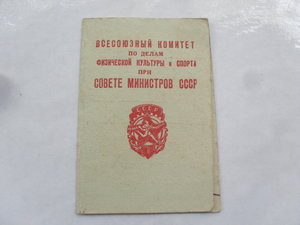 ВСЕСОЮЗНЫЙ КОМИТЕТ
ПО ДЕЛАМ
ФИЗИЧЕСКОЙ КУЛЬТУРЫ и СПОРТА
ПРИ
СОВЕТЕ МИНИСТРОВ СССР
СССР